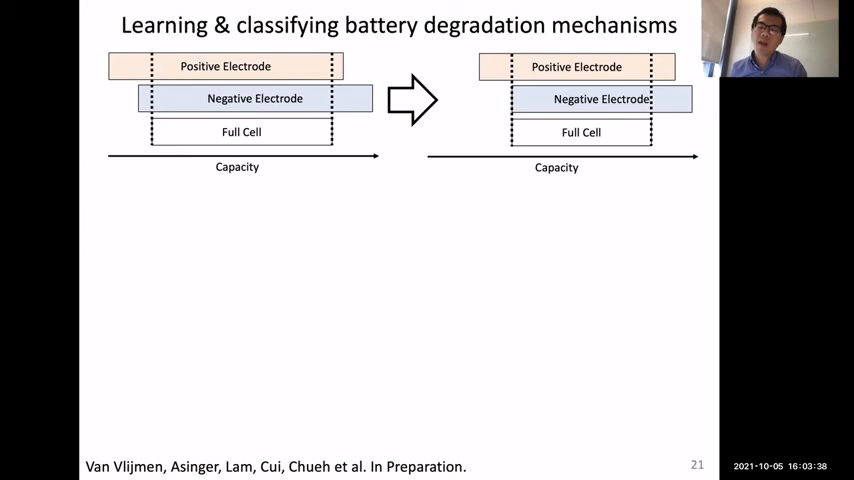 Learning & classifying battery degradation mechanisms
Positive Electrode
Negative Electrode
Full Cell
Capacity
Positive Electrode
Negative Electrode
Full Cell
Capacity
Van Vlijmen, Asinger, Lam, Cui, Chueh et al. In Preparation.
21
2021-10-05 16:03:38